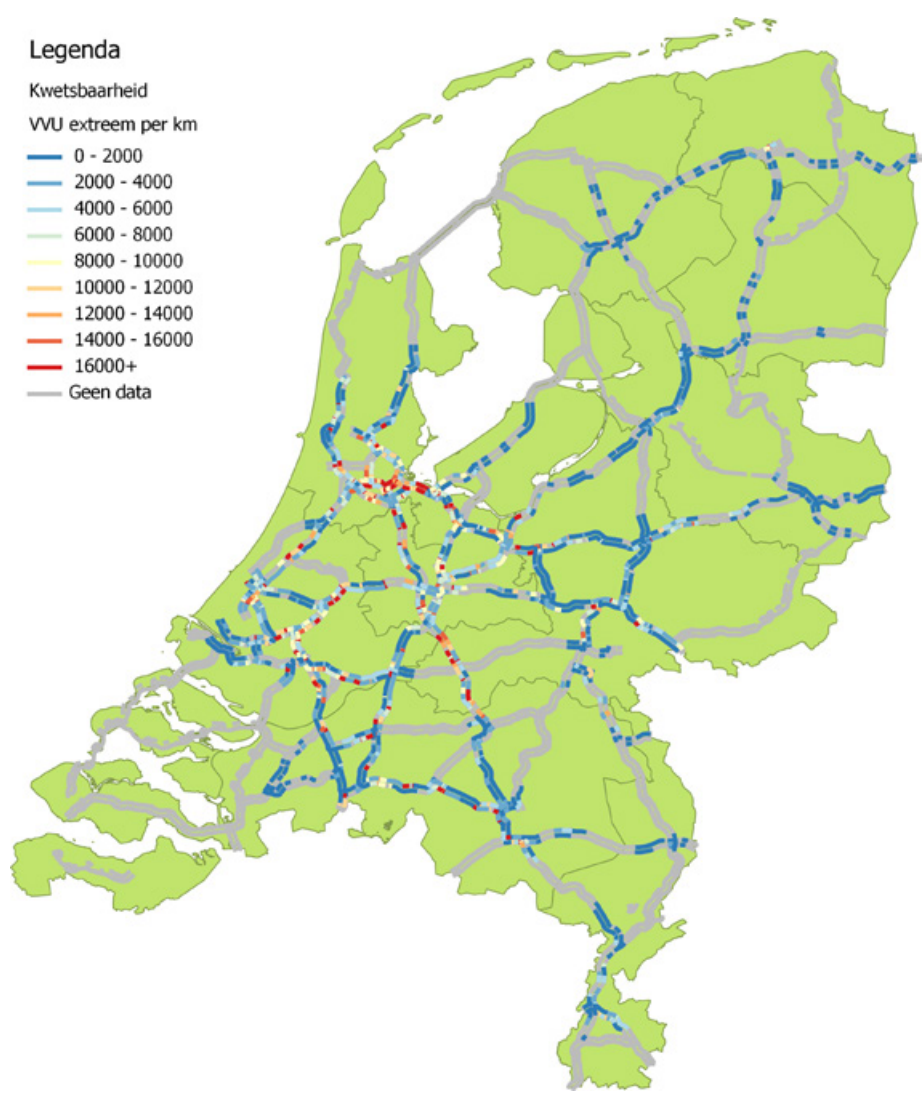 Legenda
Kwetsbaarheid
VVU extreem per km
0 - 2000
2000 - 4000
4000 - 6000
6000 - 8000
8000 - 10000
10000 - 12000
12000 - 14000
14000 - 16000
16000+
Geen data